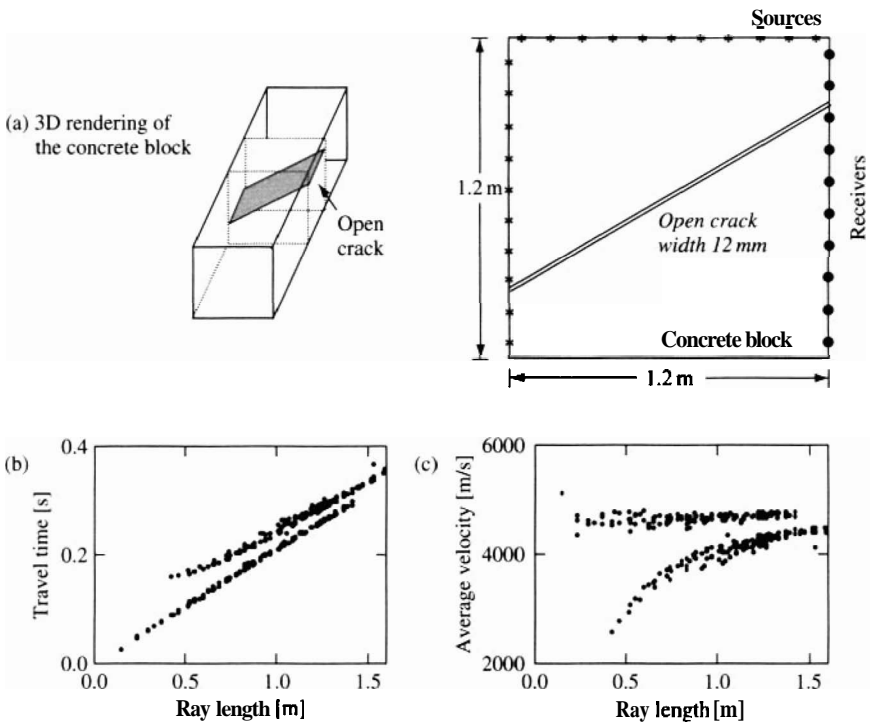 Sources
(a) 3D rendering of
the concrete block
Open
crack
1.2 m
Open crack
width 12 mm
Receivers
Concrete block
1.2 m
(b)
0.4
0.2
0.0
Travel time [s]
0.0 0.5 1.0 1.5
Ray length [m]
(c)
6000
4000
2000
Average velocity [m/s]
0.0 0.5 1.0 1.5
Ray length [m]